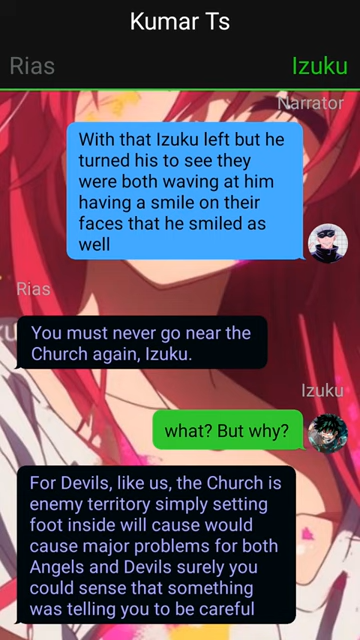 Kumar Ts
Rias
Izuku
Narrator
With that Izuku left but he
turned his to see they
were both waving at him
having a smile on their
faces that he smiled as
well
Rias
You must never go near the
Church again, Izuku.
Izuku
what? But why?
For Devils, like us, the Church is
enemy territory simply setting
foot inside will cause would
cause major problems for both
Angels and Devils surely you
could sense that something
was telling you to be careful